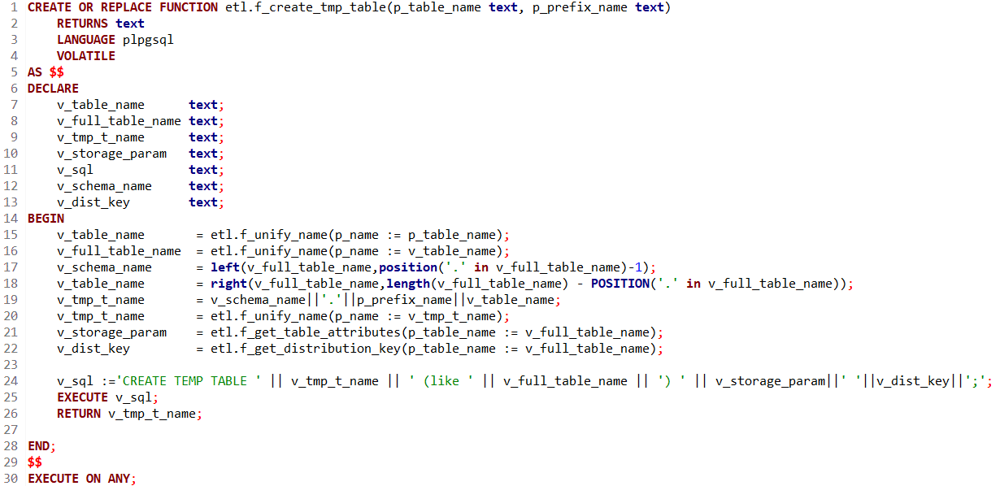 1 CREATE OR REPLACE FUNCTION etl.f_create_tmp_table(p_table_name text, p_prefix_name text)
2     RETURNS text
3     LANGUAGE plpgsql
4     VOLATILE
5 AS $$
6 DECLARE
7     v_table_name      text;
8     v_full_table_name text;
9     v_tmp_t_name      text;
10     v_storage_param   text;
11     v_sql             text;
12     v_schema_name     text;
13     v_dist_key        text;
14 BEGIN
15     v_table_name       = etl.f_unify_name(p_name := p_table_name);
16     v_full_table_name  = etl.f_unify_name(p_name := v_table_name);
17     v_schema_name      = left(v_full_table_name,position('.' in v_full_table_name)-1);
18     v_table_name       = right(v_full_table_name,length(v_full_table_name) - POSITION('.' in v_full_table_name));
19     v_tmp_t_name       = v_schema_name||'.'||p_prefix_name||v_table_name;
20     v_tmp_t_name       = etl.f_unify_name(p_name := v_tmp_t_name);
21     v_storage_param    = etl.f_get_table_attributes(p_table_name := v_full_table_name);
22     v_dist_key         = etl.f_get_distribution_key(p_table_name := v_full_table_name);
23
24     v_sql :='CREATE TEMP TABLE ' || v_tmp_t_name || ' (like ' || v_full_table_name || ') ' || v_storage_param||' '||v_dist_key||';';
25     EXECUTE v_sql;
26     RETURN v_tmp_t_name;
27
28 END;
29 $$
30 EXECUTE ON ANY;